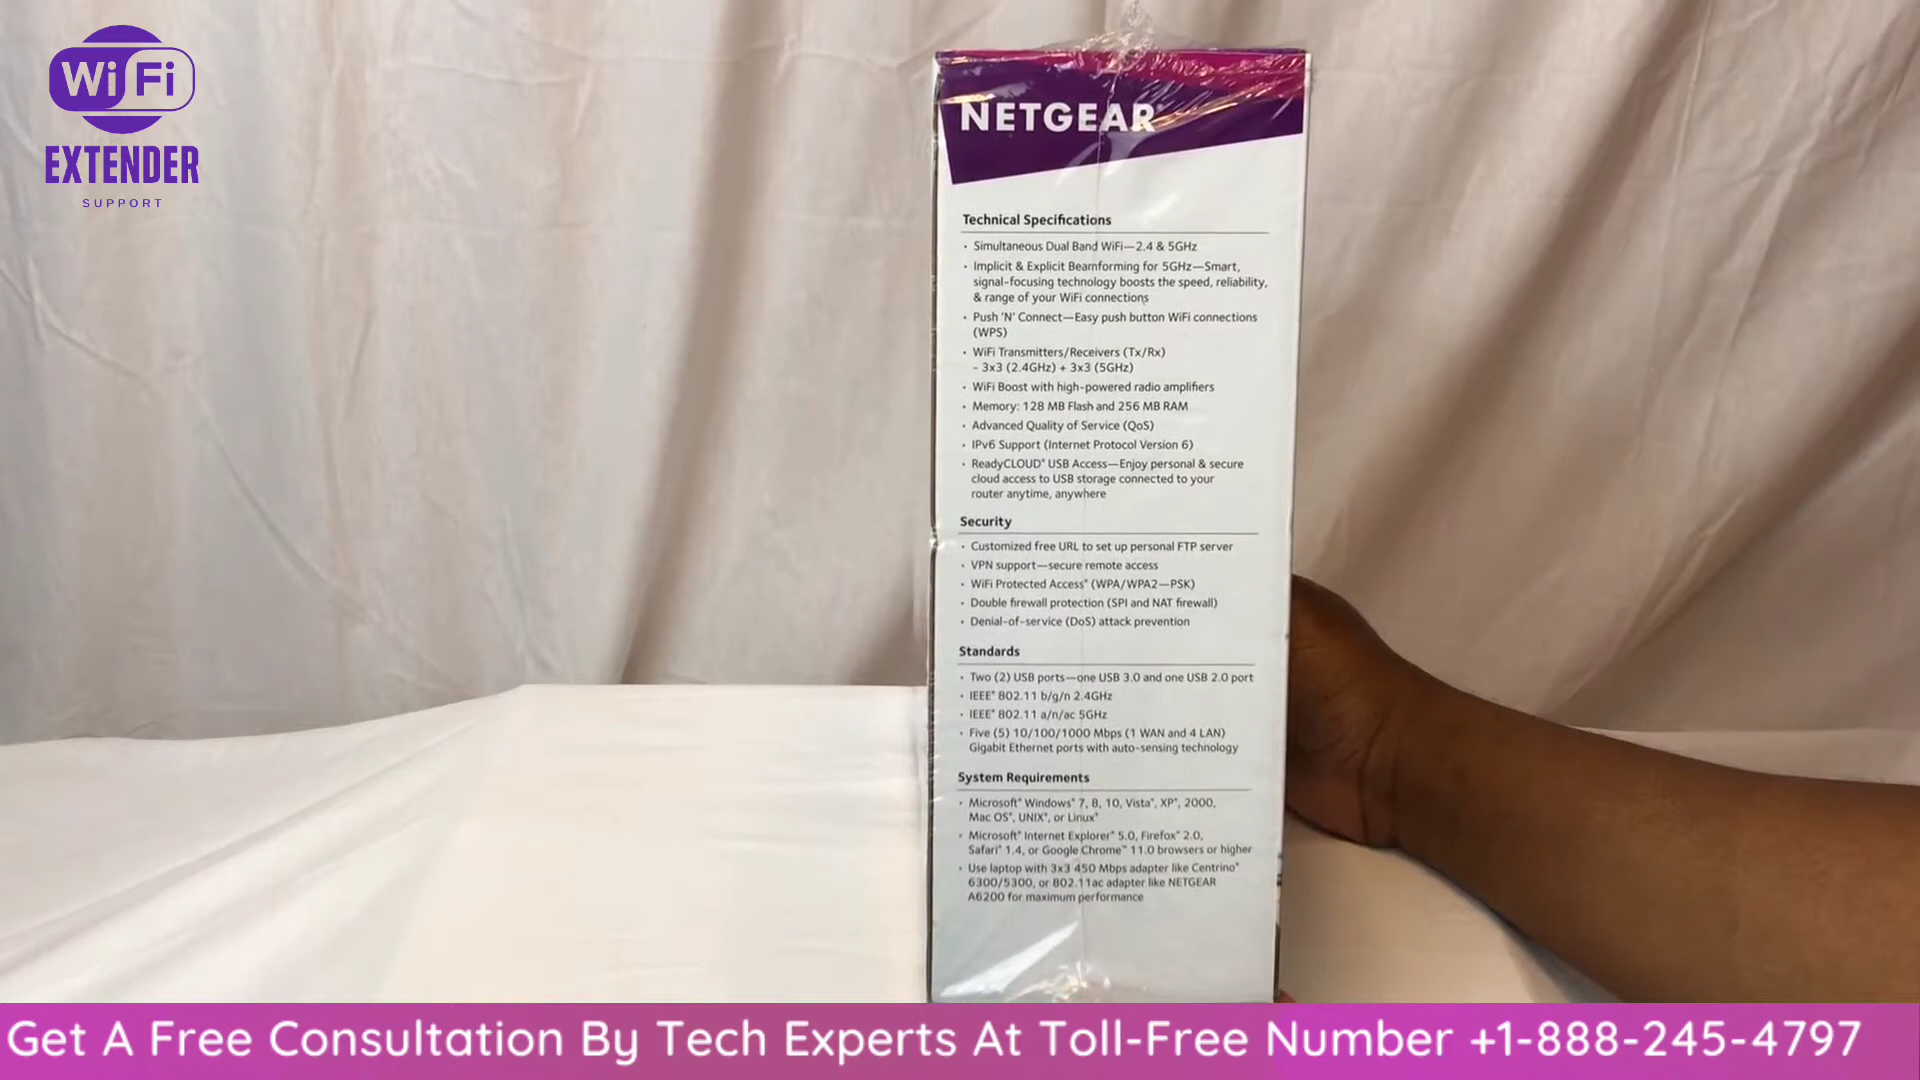 WiFi
EXTENDER
SUPPORT
NETGEAR
Technical Specifications
• Simultaneous Dual Band WiFi—2.4 & 5GHz
• Implicit & Explicit Beamforming for 5GHz—Smart,
signal-focusing technology boosts the speed, reliability,
& range of your WiFi connections
• Push 'N' Connect—Easy push button WiFi connections
(WPS)
• WiFi Transmitters/Receivers (Tx/Rx)
- 3x3 (2.4GHz) + 3x3 (5GHz)
• WiFi Boost with high-powered radio amplifiers
• Memory: 128 MB Flash and 256 MB RAM
• Advanced Quality of Service (QoS)
• IPv6 Support (Internet Protocol Version 6)
• ReadyCLOUD® USB Access—Enjoy personal & secure
cloud access to USB storage connected to your
router anytime, anywhere
Security
• Customized free URL to set up personal FTP server
• VPN support—secure remote access
• WiFi Protected Access® (WPA/WPA2—PSK)
• Double firewall protection (SPI and NAT firewall)
• Denial-of-service (DoS) attack prevention
Standards
• Two (2) USB ports—one USB 3.0 and one USB 2.0 port
• IEEE® 802.11 b/g/n 2.4GHz
• IEEE® 802.11 a/n/ac 5GHz
• Five (5) 10/100/1000 Mbps (1 WAN and 4 LAN)
Gigabit Ethernet ports with auto-sensing technology
System Requirements
• Microsoft® Windows® 7, 8, 10, Vista®, XP®, 2000,
Mac OS®, UNIX®, or Linux®
• Microsoft® Internet Explorer® 5.0, Firefox® 2.0,
Safari® 1.4, or Google Chrome™ 11.0 browsers or higher
• Use laptop with 3x3 450 Mbps adapter like Centrino®
6300/5300, or 802.11ac adapter like NETGEAR
A6200 for maximum performance
Get A Free Consultation By Tech Experts At Toll-Free Number +1-888-245-4797